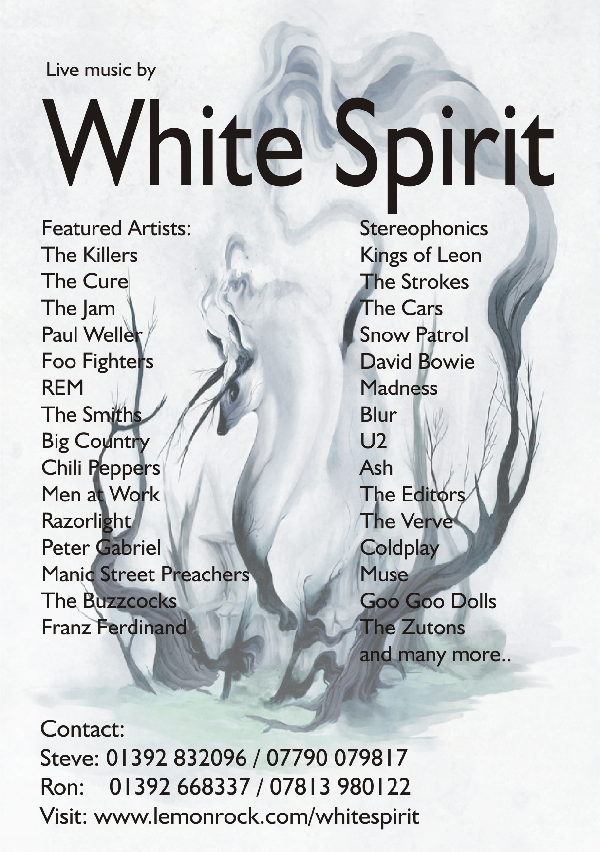 Live music by
White Spirit
Featured Artists:
The Killers
The Cure
The Jam
Paul Weller
Foo Fighters
REM
The Smiths
Big Country
Chili Peppers
Men at Work
Razorlight
Peter Gabriel
Manic Street Preachers
The Buzzcocks
Franz Ferdinand
Stereophonics
Kings of Leon
The Strokes
The Cars
Snow Patrol
David Bowie
Madness
Blur
U2
Ash
The Editors
The Verve
Coldplay
Muse
Goo Goo Dolls
The Zutons
and many more..
Contact:
Steve: 01392 832096 / 07790 079817
Ron: 01392 668337 / 07813 980122
Visit: www.lemonrock.com/whitespirit